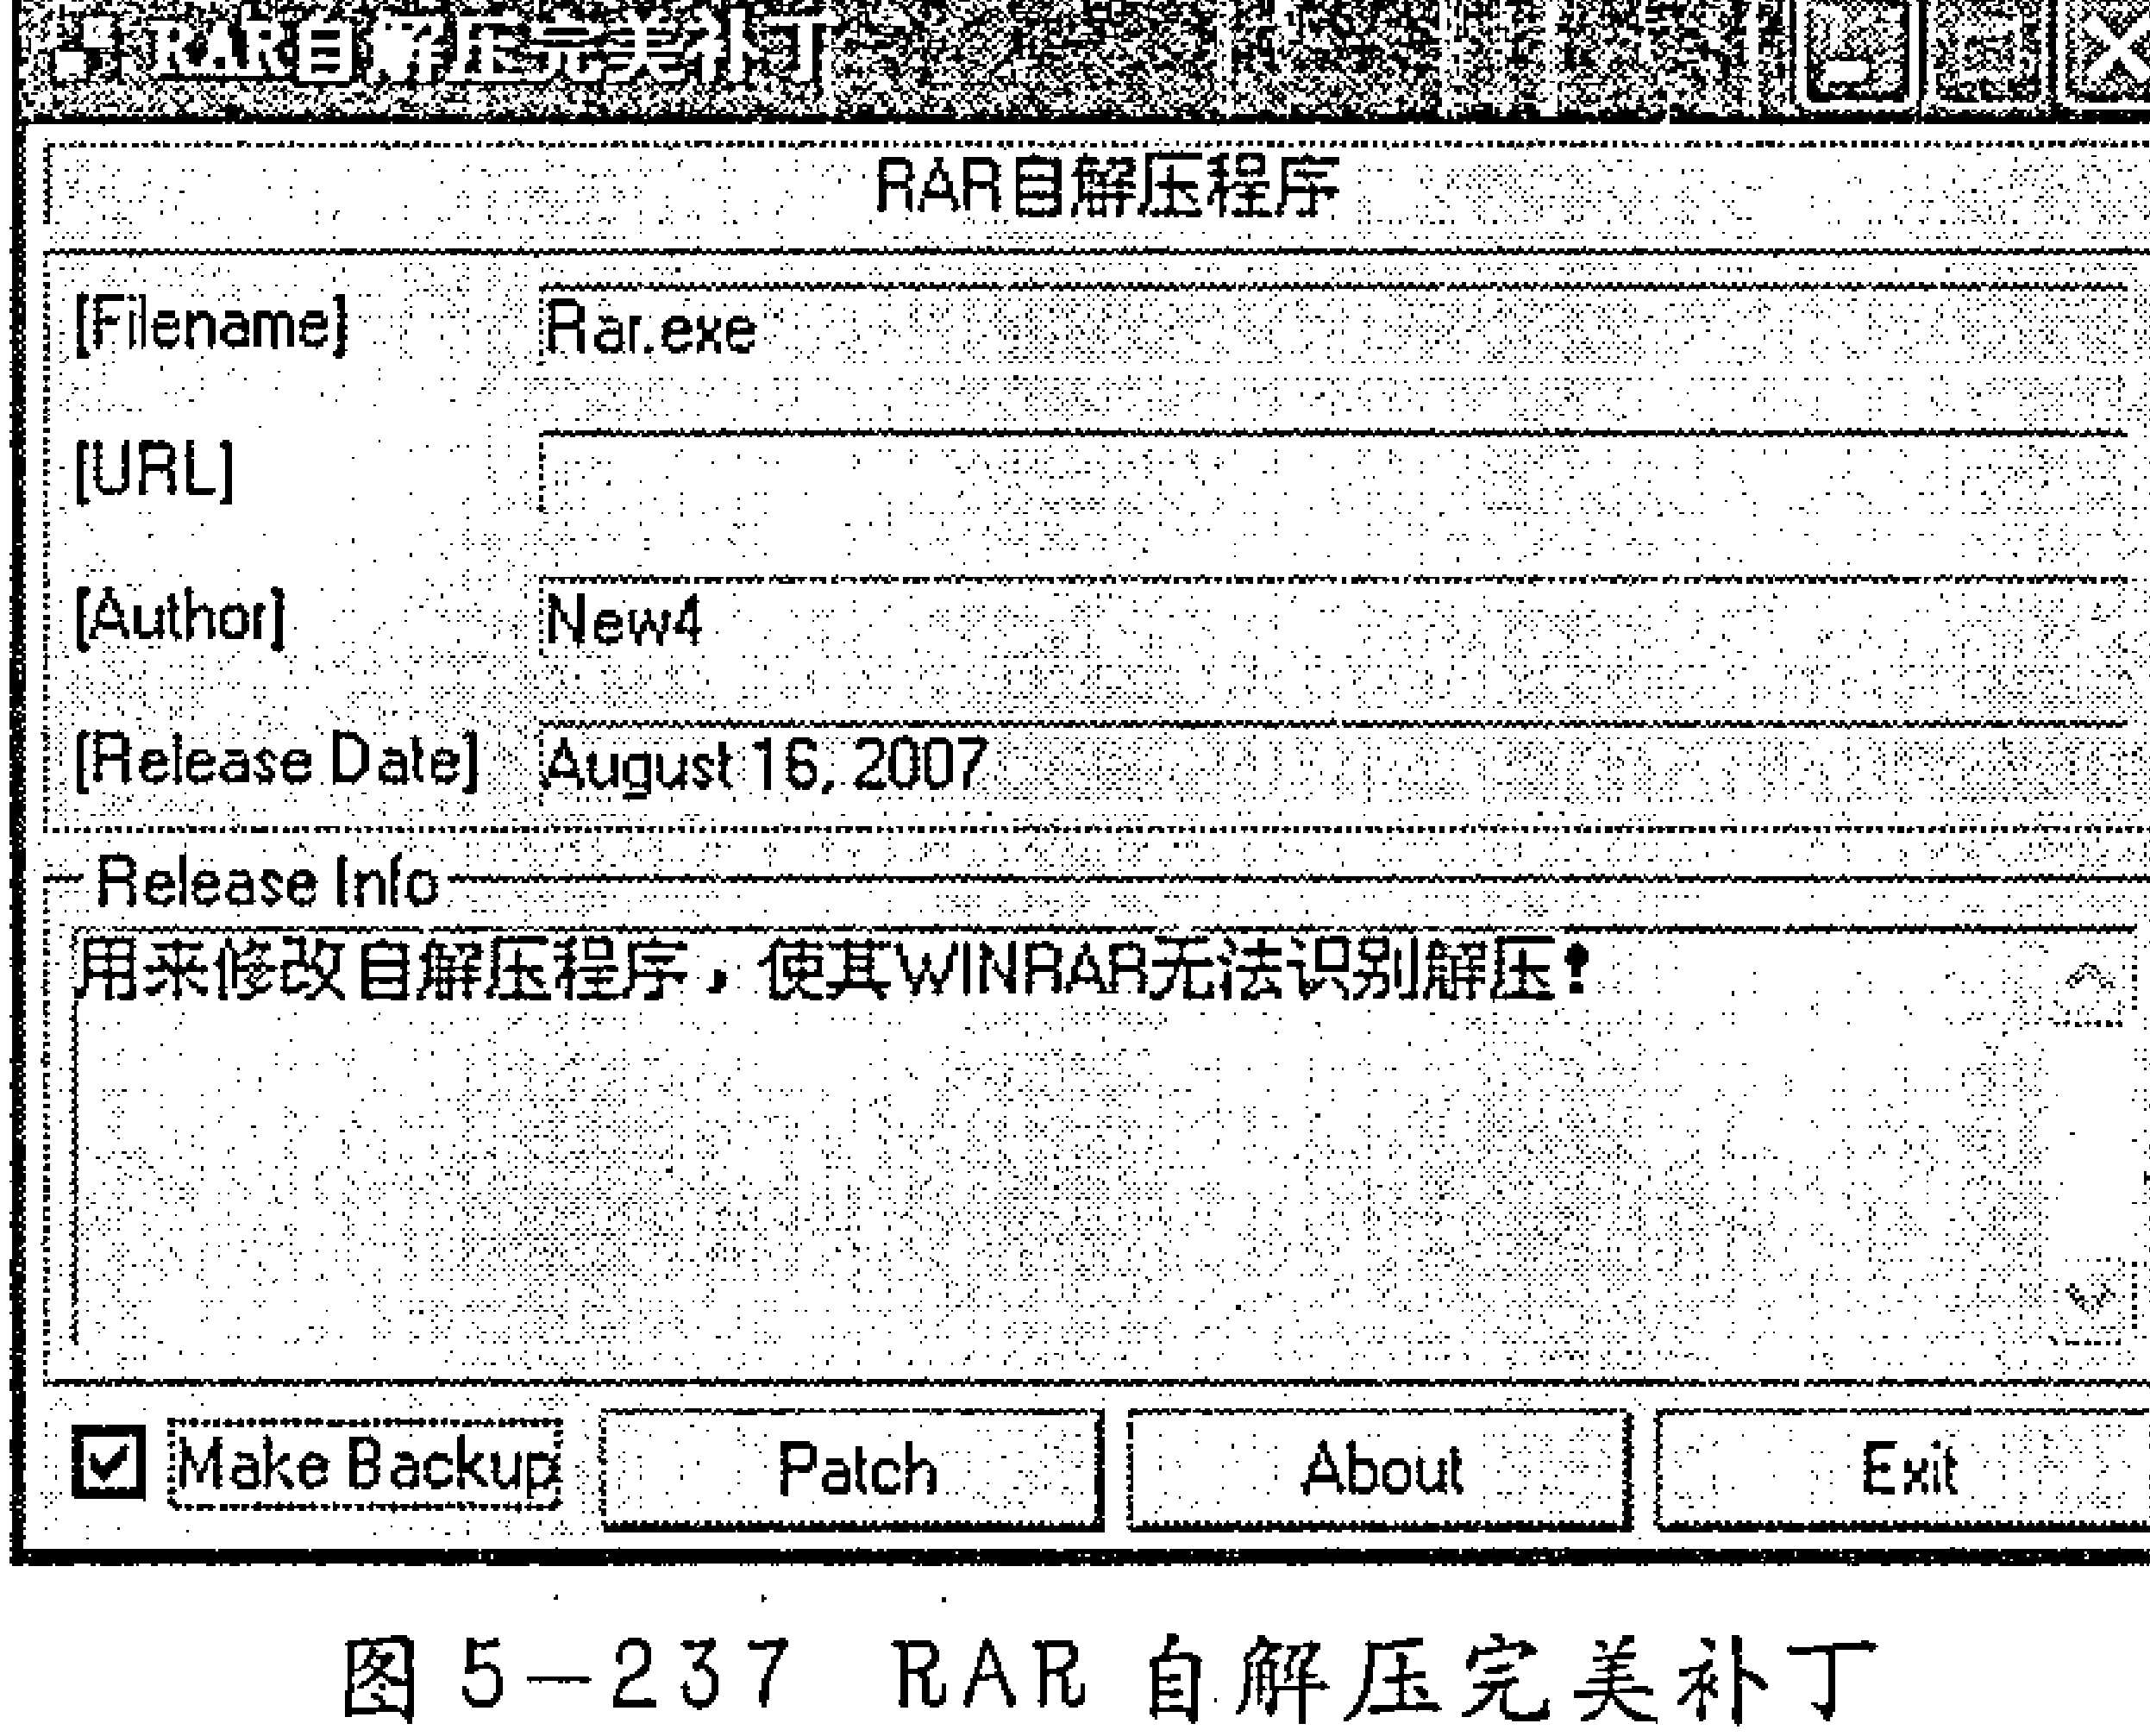 RAR自解压完美补丁
RAR自解压程序
[Filename] Rar.exe
[URL]
[Author] New4
[Release Date] August 16, 2007
Release Info
用来修改自解压程序，使其WINRAR无法识别解压！
Make Backup Patch About Exit
图5-237 RAR 自解压完美补丁